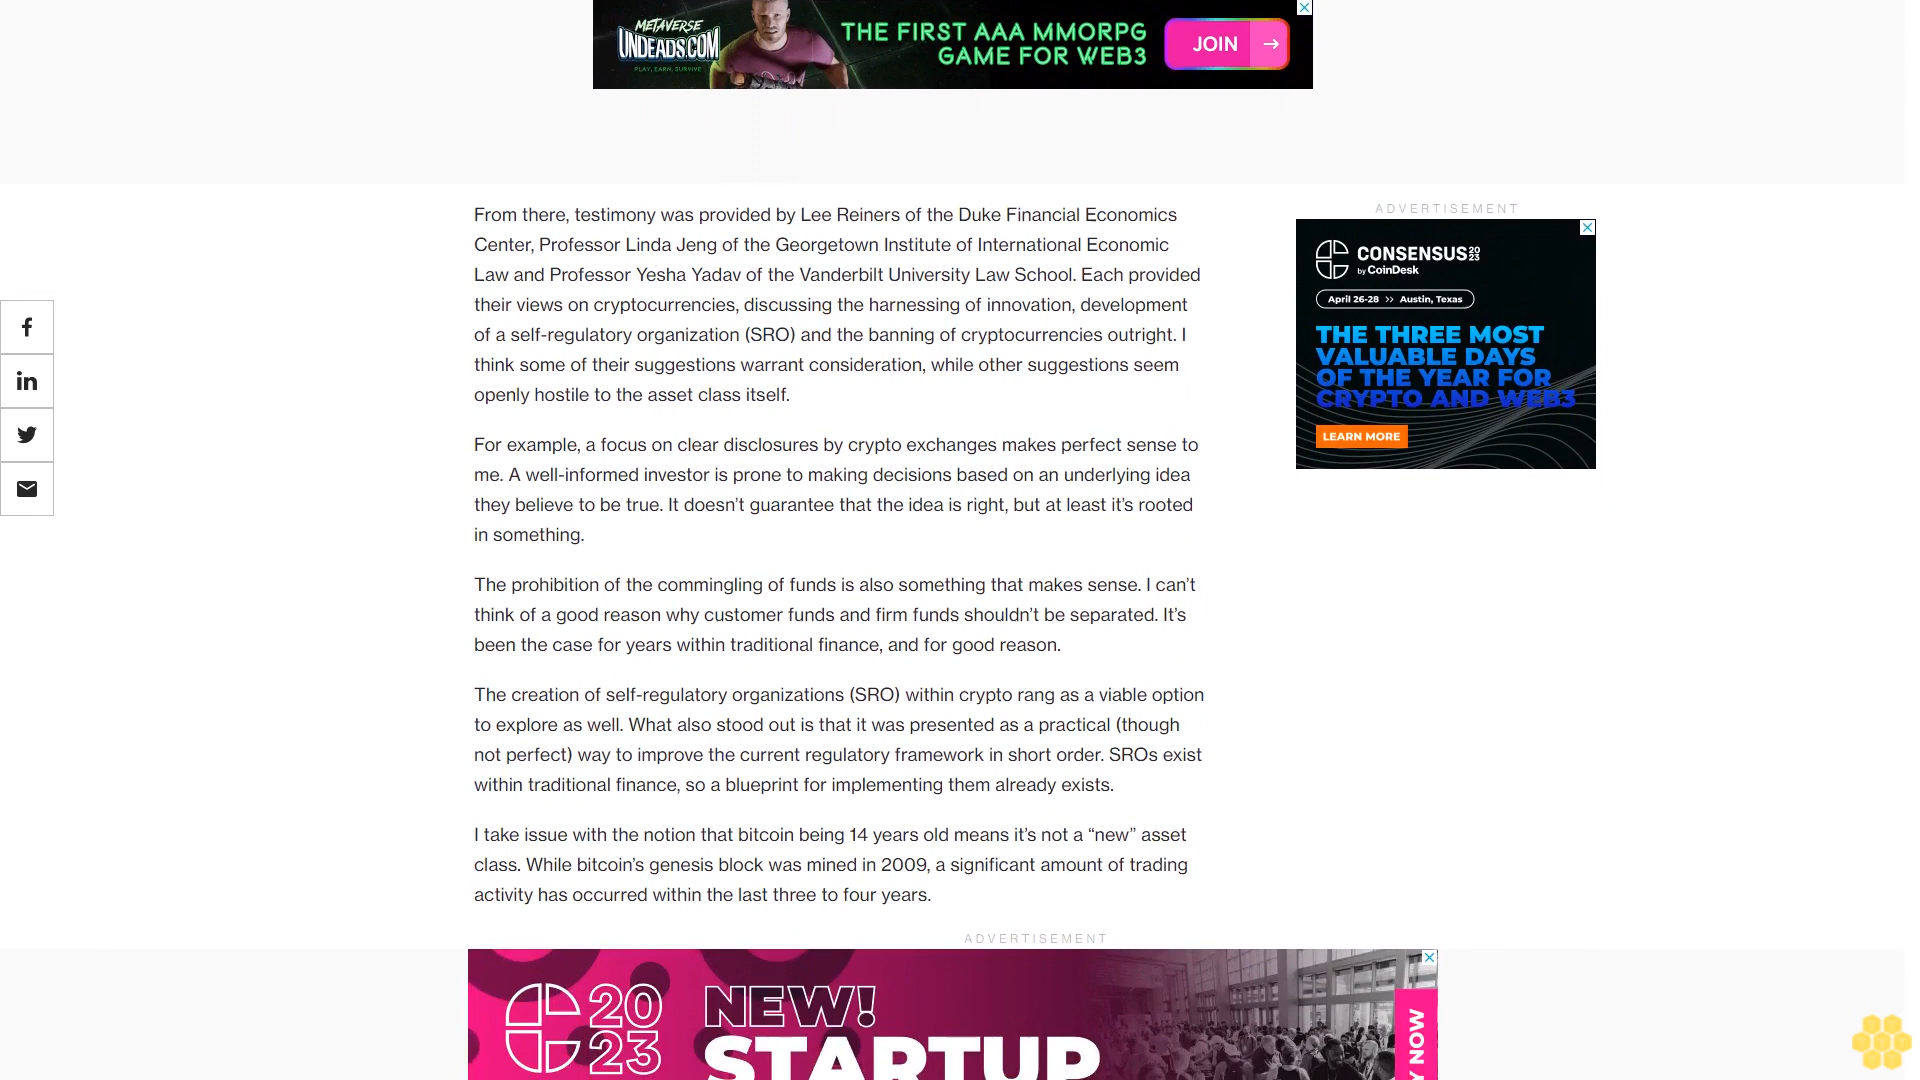 METAVERSE
UNDEADS.COM
PLAY, EARN, SURVIVE
THE FIRST AAA MMORPG
GAME FOR WEB3
JOIN
From there, testimony was provided by Lee Reiners of the Duke Financial Economics
Center, Professor Linda Jeng of the Georgetown Institute of International Economic
Law and Professor Yesha Yadav of the Vanderbilt University Law School. Each provided
their views on cryptocurrencies, discussing the harnessing of innovation, development
of a self-regulatory organization (SRO) and the banning of cryptocurrencies outright. I
think some of their suggestions warrant consideration, while other suggestions seem
openly hostile to the asset class itself.
For example, a focus on clear disclosures by crypto exchanges makes perfect sense to
me. A well-informed investor is prone to making decisions based on an underlying idea
they believe to be true. It doesn’t guarantee that the idea is right, but at least it’s rooted
in something.
The prohibition of the commingling of funds is also something that makes sense. I can’t
think of a good reason why customer funds and firm funds shouldn’t be separated. It’s
been the case for years within traditional finance, and for good reason.
The creation of self-regulatory organizations (SRO) within crypto rang as a viable option
to explore as well. What also stood out is that it was presented as a practical (though
not perfect) way to improve the current regulatory framework in short order. SROs exist
within traditional finance, so a blueprint for implementing them already exists.
I take issue with the notion that bitcoin being 14 years old means it’s not a “new” asset
class. While bitcoin’s genesis block was mined in 2009, a significant amount of trading
activity has occurred within the last three to four years.
ADVERTISEMENT
CONSENSUS 2023
by CoinDesk
April 26-28 >> Austin, Texas
THE THREE MOST
VALUABLE DAYS
OF THE YEAR FOR
CRYPTO AND WEB3
LEARN MORE
ADVERTISEMENT
2023
NEW!
STARTUP
Y NOW